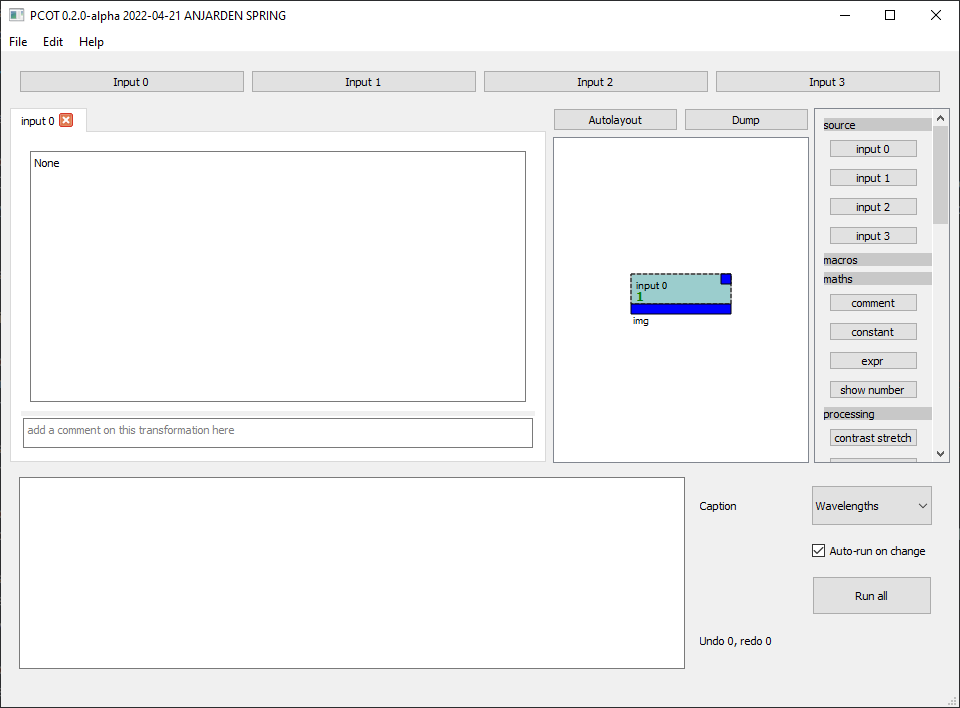 PCOT 0.2.0-alpha 2022-04-21 ANJARDEN SPRING
File Edit Help
Input 0 Input 1 Input 2 Input 3
input 0
None
add a comment on this transformation here
Autolayout Dump
input 0
1
img
source
input 0
input 1
input 2
input 3
macros
maths
comment
constant
expr
show number
processing
contrast stretch
Caption
Wavelengths
Auto-run on change
Run all
Undo 0, redo 0